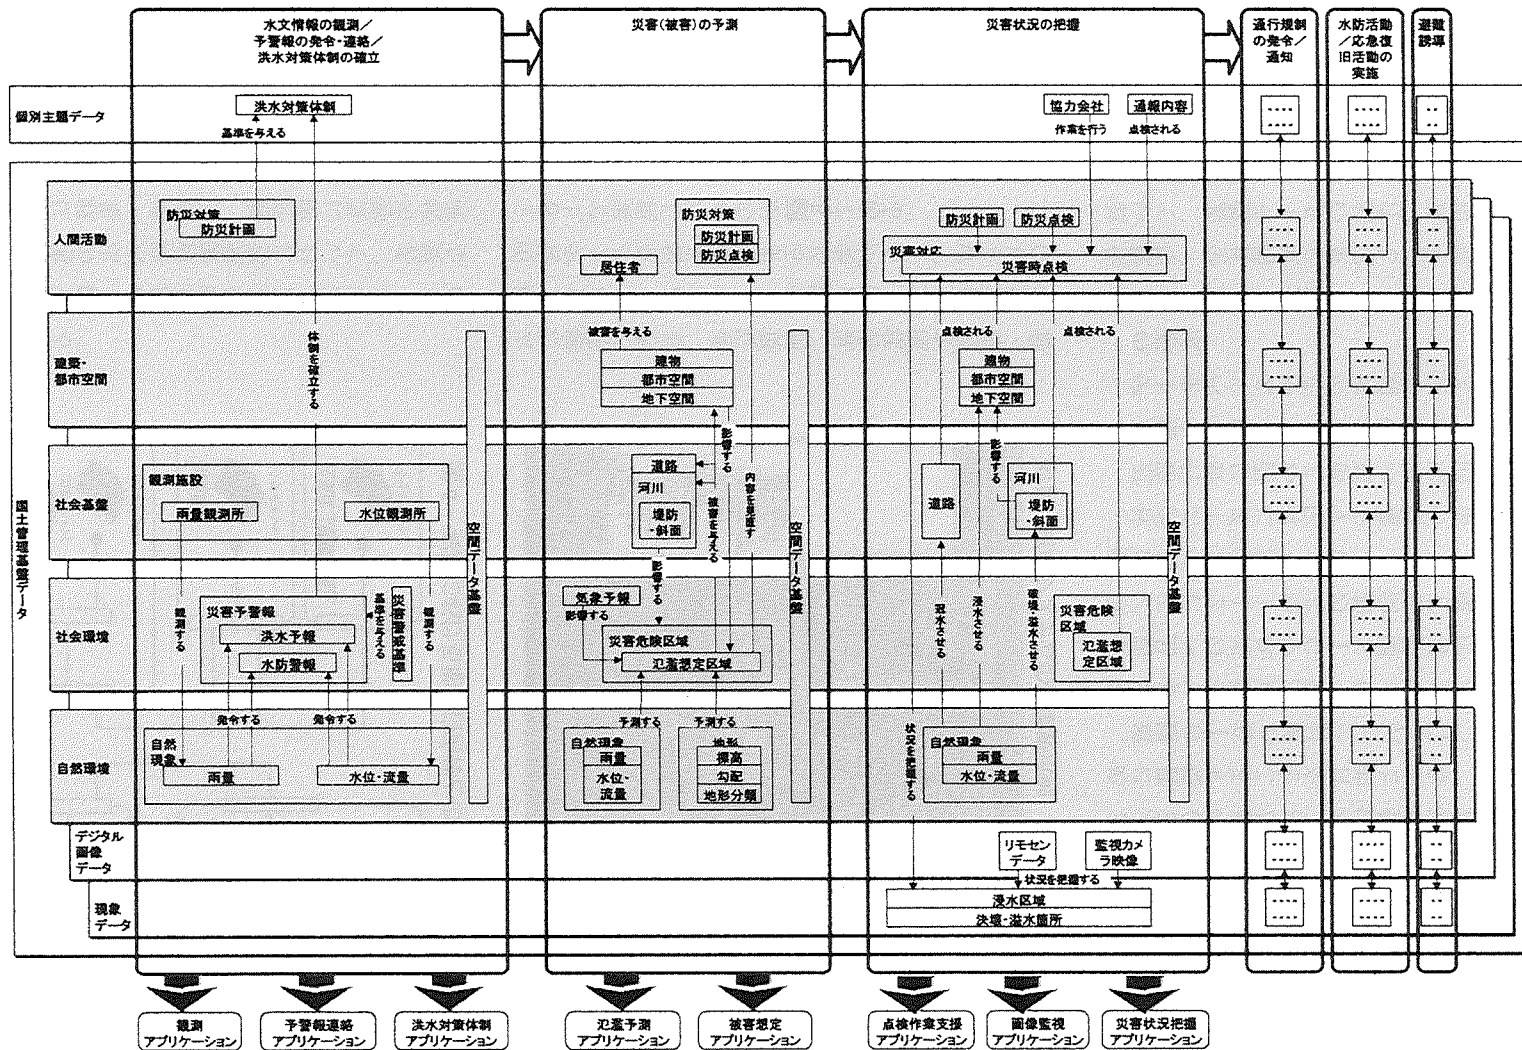 水文情報の観測／
予警報の発令・連絡／
洪水対策体制の確立
災害(被害)の予測
災害状況の把握
通行規制
の発令／
通知
水防活動
／応急復
旧活動の
実施
避難
誘導
個別主題データ
洪水対策体制
基準を与える
協力会社
通報内容
作業を行う
点検される
国土管理基盤データ
人間活動
防災対策
防災計画
居住者
防災対策
防災計画
防災点検
防災計画
防災点検
災害対応
災害時点検
建築・
都市空間
体制を確立する
被害を与える
建物
都市空間
地下空間
点検される
点検される
建物
都市空間
地下空間
空間データ基盤
空間データ基盤
空間データ基盤
社会基盤
観測施設
雨量観測所
水位観測所
道路
河川
堤防
・斜面
影響する
被害を与える
内容を見直す
影響する
道路
影響する
河川
堤防
・斜面
社会環境
観測する
災害予警報
洪水予報
水防警報
基準を与える
災害警戒基準
観測する
気象予報
影響する
災害危険区域
氾濫想定区域
冠水させる
浸水させる
破壊・溢水させる
災害危険
区域
氾濫想
定区域
自然環境
発令する
発令する
自然
現象
雨量
水位・流量
予測する
予測する
自然現象
雨量
水位・
流量
地形
標高
勾配
地形分類
状況を把握する
自然現象
雨量
水位・流量
デジタル
画像
データ
リモセン
データ
監視カメ
ラ映像
状況を把握する
現象
データ
浸水区域
決壊・溢水箇所
観測
アプリケーション
予警報連絡
アプリケーション
洪水対策体制
アプリケーション
氾濫予測
アプリケーション
被害想定
アプリケーション
点検作業支援
アプリケーション
画像監視
アプリケーション
災害状況把握
アプリケーション